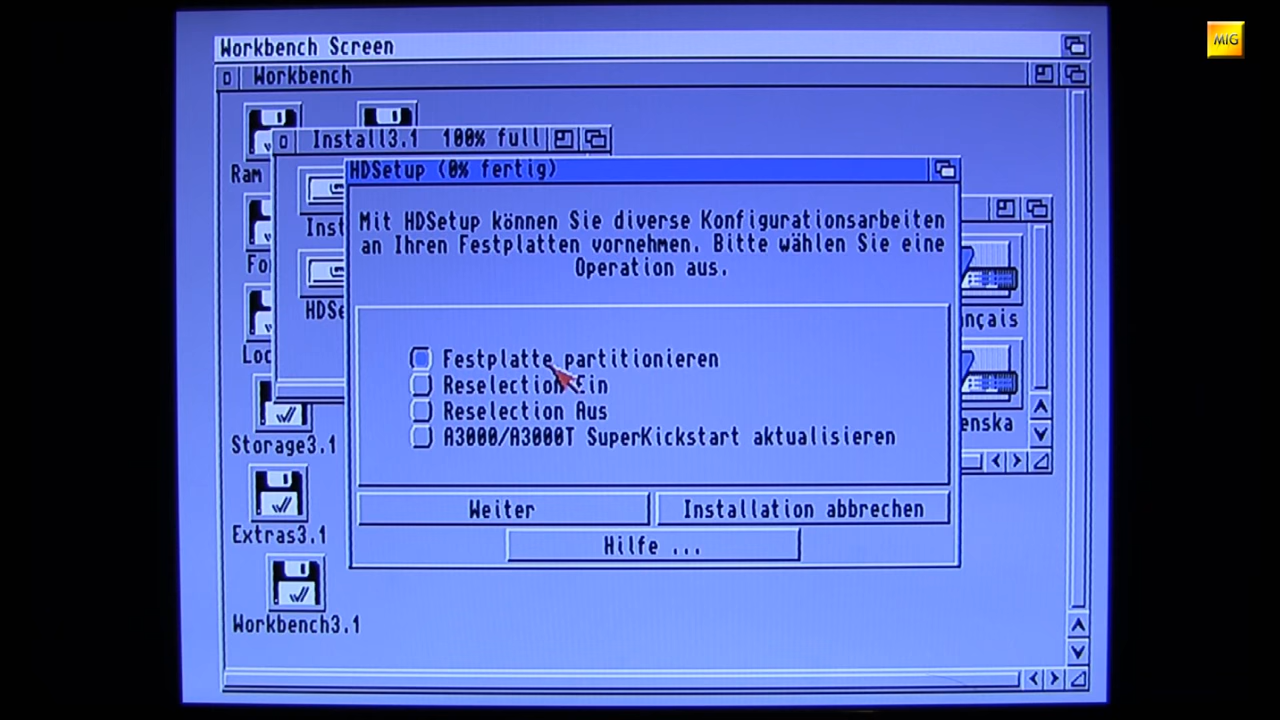 MIG
Workbench Screen
Workbench
Install3.1 100% full
Ram
HDSetup (0% fertig)
Mit HDSetup können Sie diverse Konfigurationsarbeiten
an Ihren Festplatten vornehmen. Bitte wählen Sie eine
Operation aus.
Inst
Fo
HDSe
nçais
Loc
Festplatte partitionieren
Reselection Ein
Reselection Aus
A3000/A3000T SuperKickstart aktualisieren
enska
Storage3.1
Weiter
Installation abbrechen
Extras3.1
Hilfe ...
Workbench3.1